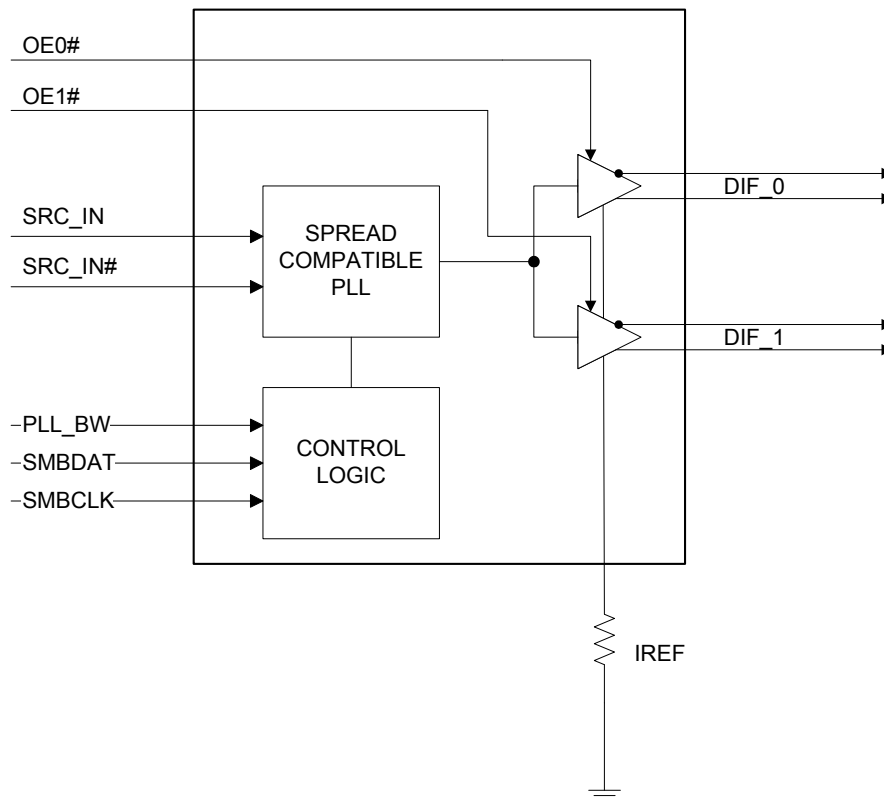 OE0#
OE1#
DIF_0
SRC_IN
SPREAD
COMPATIBLE
PLL
SRC_IN#
DIF_1
PLL_BW
CONTROL
LOGIC
SMBDAT
SMBCLK
IREF